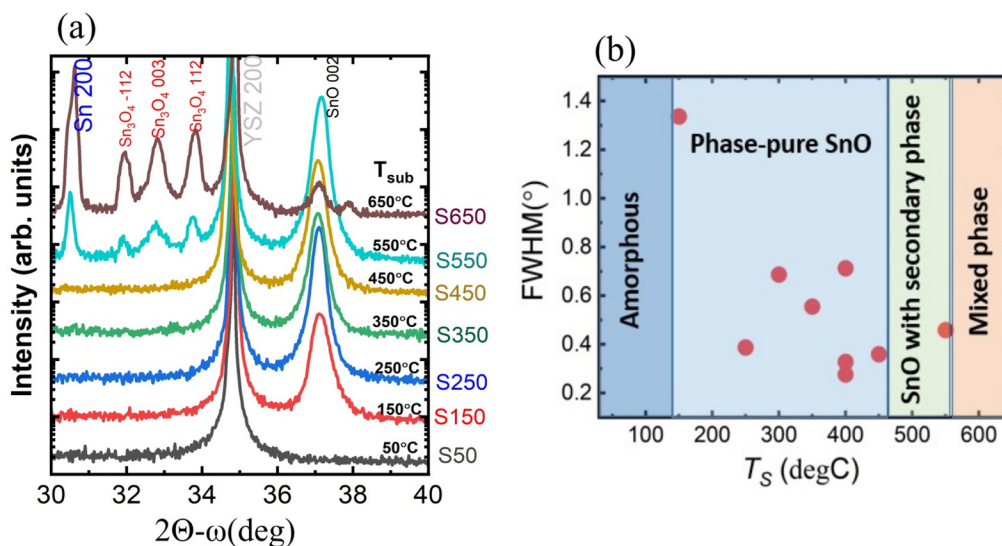 (a)
Sn 200
Sn₃O₄ -112
Sn₃O₄ 003
Sn₃O₄ 112
YSZ 200
SnO 002
T_sub
650°C
S650
550°C
S550
450°C
S450
350°C
S350
250°C
S250
150°C
S150
50°C
S50
Intensity (arb. units)
30 32 34 36 38 40
2Θ-ω(deg)
(b)
1.4
1.2
1.0
0.8
0.6
0.4
0.2
FWHM(°)
Amorphous
Phase-pure SnO
SnO with secondary phase
Mixed phase
100 200 300 400 500 600
T_S (degC)